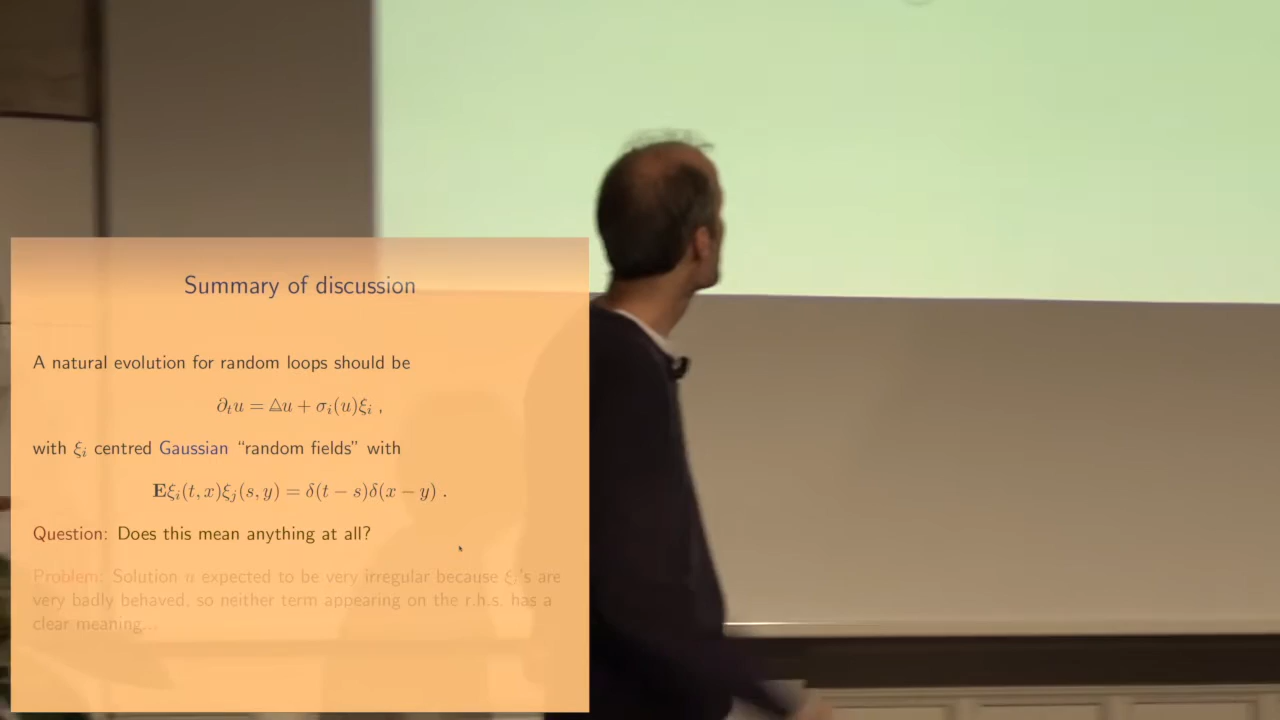 Summary of discussion
A natural evolution for random loops should be
∂ₜu = Δu + σᵢ(u)ξᵢ ,
with ξᵢ centred Gaussian “random fields” with
Eξᵢ(t, x)ξⱼ(s, y) = δ(t − s)δ(x − y) .
Question: Does this mean anything at all?
Problem: Solution u expected to be very irregular because ξᵢ’s are
very badly behaved, so neither term appearing on the r.h.s. has a
clear meaning...